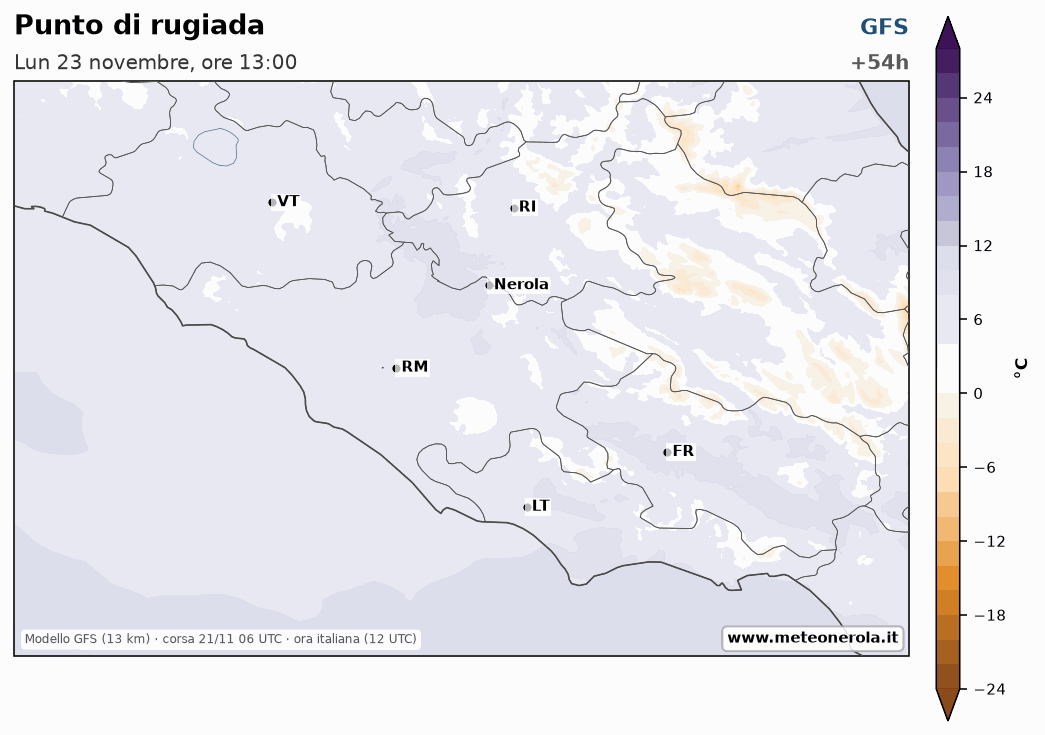 Punto di rugiada
GFS
Lun 23 novembre, ore 13:00
+54h
VT
RI
Nerola
RM
FR
LT
Modello GFS (13 km) · corsa 21/11 06 UTC · ora italiana (12 UTC)
www.meteonerola.it
24
18
12
6
0
−6
−12
−18
−24
°C